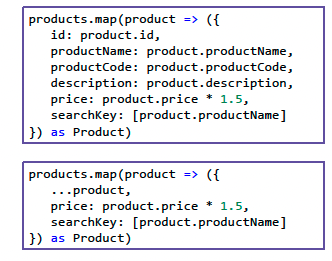 products.map(product => ({
id: product.id,
productName: product.productName,
productCode: product.productCode,
description: product.description,
price: product.price * 1.5,
searchKey: [product.productName]
}) as Product)
products.map(product => ({
...product,
price: product.price * 1.5,
searchKey: [product.productName]
}) as Product)